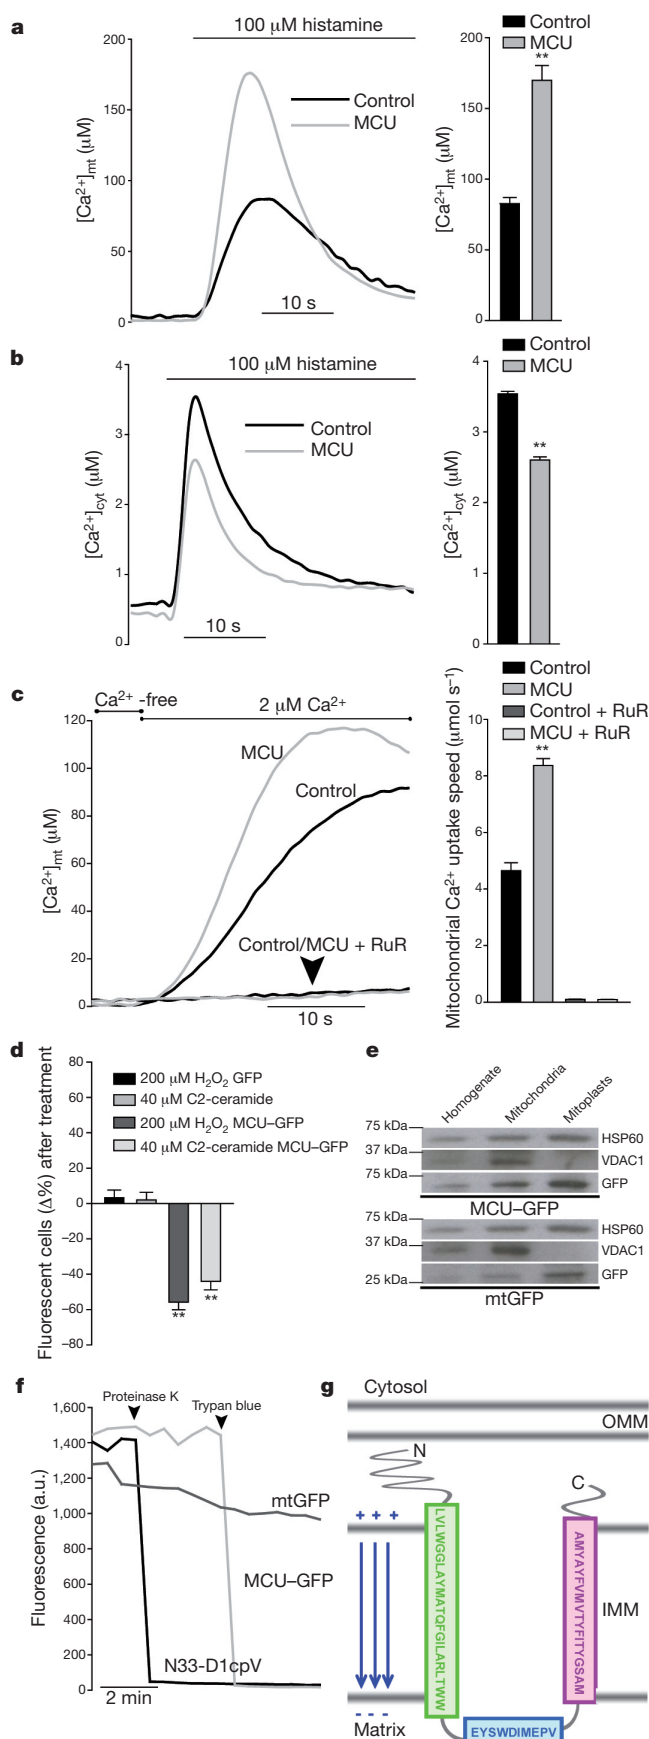 a
100 µM histamine
200
150
100
50
0
[Ca²⁺]mt (µM)
Control
MCU
10 s
Control
MCU
**
200
150
100
50
0
[Ca²⁺]mt (µM)
b
100 µM histamine
4
3
2
1
0
[Ca²⁺]cyt (µM)
Control
MCU
10 s
Control
MCU
**
4
3
2
1
0
[Ca²⁺]cyt (µM)
c
Ca²⁺ -free
2 µM Ca²⁺
120
100
80
60
40
20
0
[Ca²⁺]mt (µM)
MCU
Control
Control/MCU + RuR
10 s
Control
MCU
Control + RuR
MCU + RuR
**
10
8
6
4
2
0
Mitochondrial Ca²⁺ uptake speed (µmol s⁻¹)
d
80
60
40
20
0
−20
−40
−60
−80
Fluorescent cells (Δ%) after treatment
200 µM H₂O₂ GFP
40 µM C2-ceramide
200 µM H₂O₂ MCU–GFP
40 µM C2-ceramide MCU–GFP
**
**
e
Homogenate
Mitochondria
Mitoplasts
75 kDa
HSP60
37 kDa
VDAC1
75 kDa
GFP
MCU–GFP
75 kDa
HSP60
37 kDa
VDAC1
25 kDa
GFP
mtGFP
f
Proteinase K
Trypan blue
1,600
1,400
1,200
1,000
800
600
400
200
0
Fluorescence (a.u.)
mtGFP
MCU–GFP
N33-D1cpV
2 min
g
Cytosol
OMM
N
C
+ + +
LVLWGGLAYMATQFGILARLTWW
AMYAYFVMVTYFITYGSAM
IMM
- - -
Matrix
EYSWDIMEPV